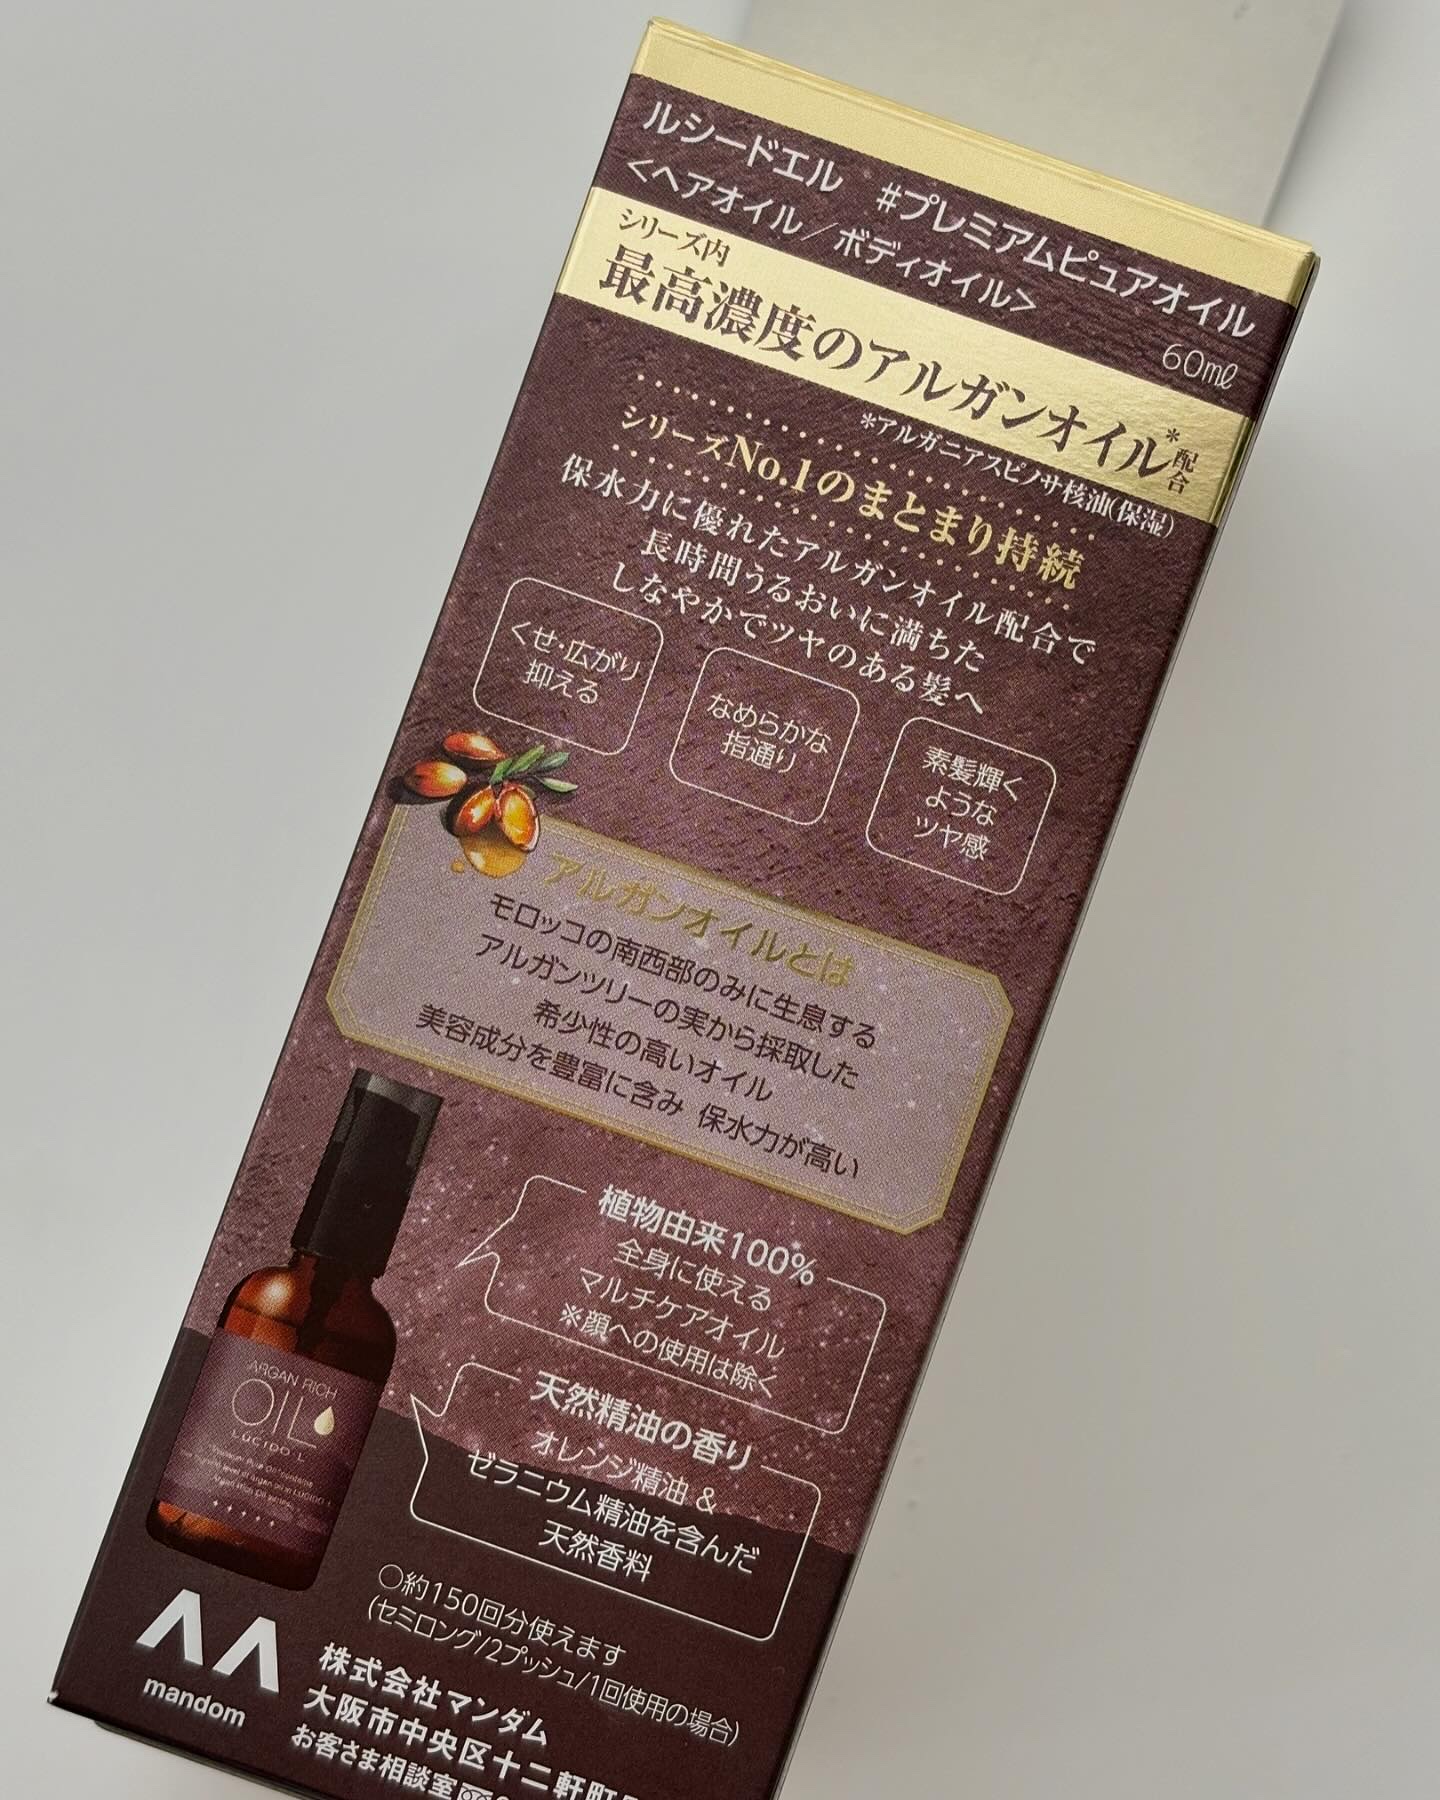 ルシードエル #プレミアムピュアオイル
<ヘアオイル/ボディオイル>
60ml
シリーズ内
最高濃度のアルガンオイル*配合
*アルガニアスピノサ核油(保湿)
シリーズNo.1のまとまり持続
保水力に優れたアルガンオイル配合で
長時間うるおいに満ちた
しなやかでツヤのある髪へ
くせ・広がり
抑える
なめらかな
指通り
素髪輝く
ような
ツヤ感
アルガンオイルとは
モロッコの南西部のみに生息する
アルガンツリーの実から採取した
希少性の高いオイル
美容成分を豊富に含み 保水力が高い
植物由来100%
全身に使える
マルチケアオイル
※顔への使用は除く
天然精油の香り
オレンジ精油 &
ゼラニウム精油を含んだ
天然香料
ARGAN RICH
OIL
LÚCIDO·L
○約150回分使えます
(セミロング/2プッシュ/1回使用の場合)
mandom
株式会社マンダム
大阪市中央区十二軒町
お客さま相談室